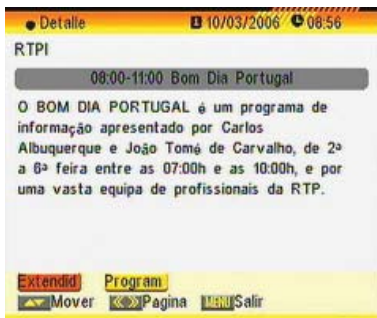 Detalle 10/03/2006 08:56
RTPI
08:00-11:00 Bom Dia Portugal
O BOM DIA PORTUGAL é um programa de
informação apresentado por Carlos
Albuquerque e João Tomé de Carvalho, de 2ª
a 6ª feira entre as 07:00h e as 10:00h, e por
uma vasta equipa de profissionais da RTP.
Extendid Program
Mover Pagina MENU Salir